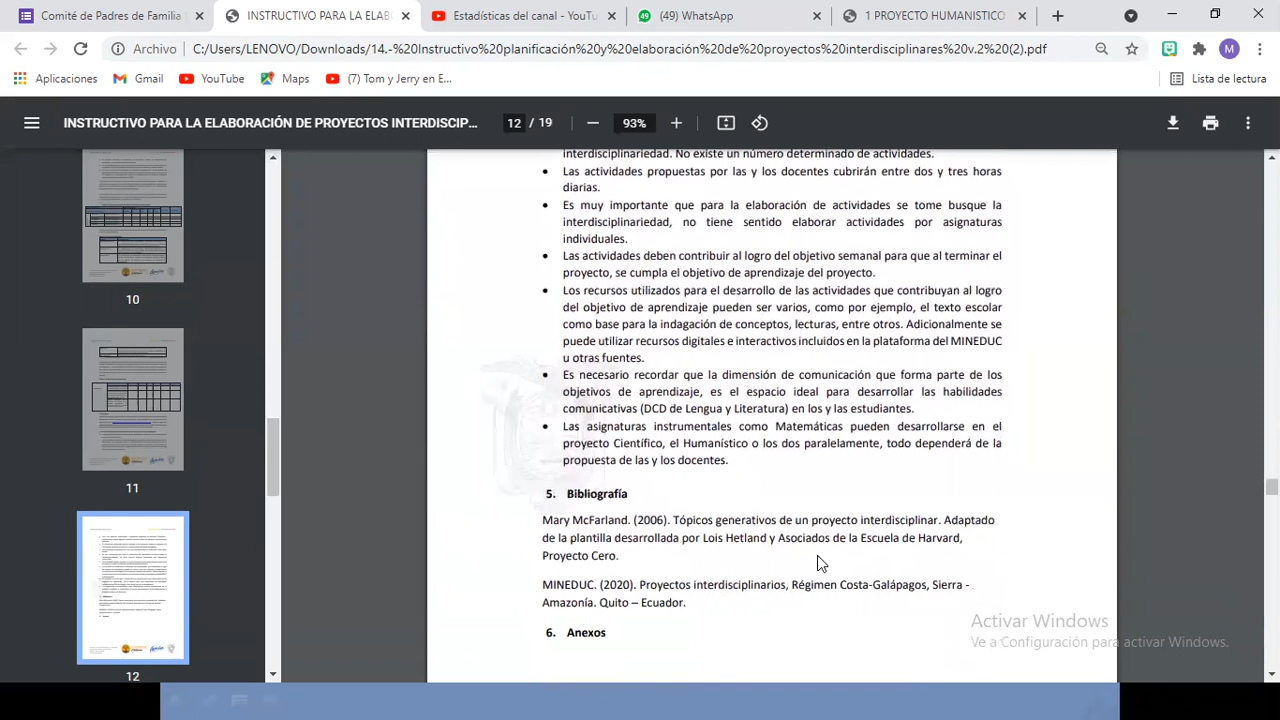 Comité de Padres de Familia
INSTRUCTIVO PARA LA ELAB
Estadísticas del canal - YouTu
(49) WhatsApp
1 PROYECTO HUMANISTICO
Archivo
C:/Users/LENOVO/Downloads/14.-%20Instructivo%20planificación%20y%20elaboración%20de%20proyectos%20interdisciplinares%20v.2%20(2).pdf
M
Aplicaciones
Gmail
YouTube
Maps
(7) Tom y Jerry en E...
Lista de lectura
INSTRUCTIVO PARA LA ELABORACIÓN DE PROYECTOS INTERDISCIP...
12 / 19
93%
interdisciplinariedad. No existe un número determinado de actividades.
• Las actividades propuestas por las y los docentes cubrirán entre dos y tres horas
diarias.
• Es muy importante que para la elaboración de actividades se tome busque la
interdisciplinariedad, no tiene sentido elaborar actividades por asignaturas
individuales.
• Las actividades deben contribuir al logro del objetivo semanal para que al terminar el
proyecto, se cumpla el objetivo de aprendizaje del proyecto.
• Los recursos utilizados para el desarrollo de las actividades que contribuyan al logro
del objetivo de aprendizaje pueden ser varios, como por ejemplo, el texto escolar
como base para la indagación de conceptos, lecturas, entre otros. Adicionalmente se
puede utilizar recursos digitales e interactivos incluidos en la plataforma del MINEDUC
u otras fuentes.
• Es necesario recordar que la dimensión de comunicación que forma parte de los
objetivos de aprendizaje, es el espacio ideal para desarrollar las habilidades
comunicativas (DCD de Lengua y Literatura) en los y las estudiantes.
• Las asignaturas instrumentales como Matemáticas pueden desarrollarse en el
proyecto Científico, el Humanístico o los dos paralelamente, todo dependerá de la
propuesta de las y los docentes.
5. Bibliografía
Mary McFarland. (2006). Tópicos generativos de un proyecto interdisciplinar. Adaptado
de la plantilla desarrollada por Lois Hetland y Asociados de la Escuela de Harvard,
Proyecto Cero.
MINEDUC. (2020). Proyectos interdisciplinarios, Régimen Costa-Galápagos, Sierra
Amazonía. Quito – Ecuador.
6. Anexos
10
11
12
Activar Windows
Ve a Configuración para activar Windows.